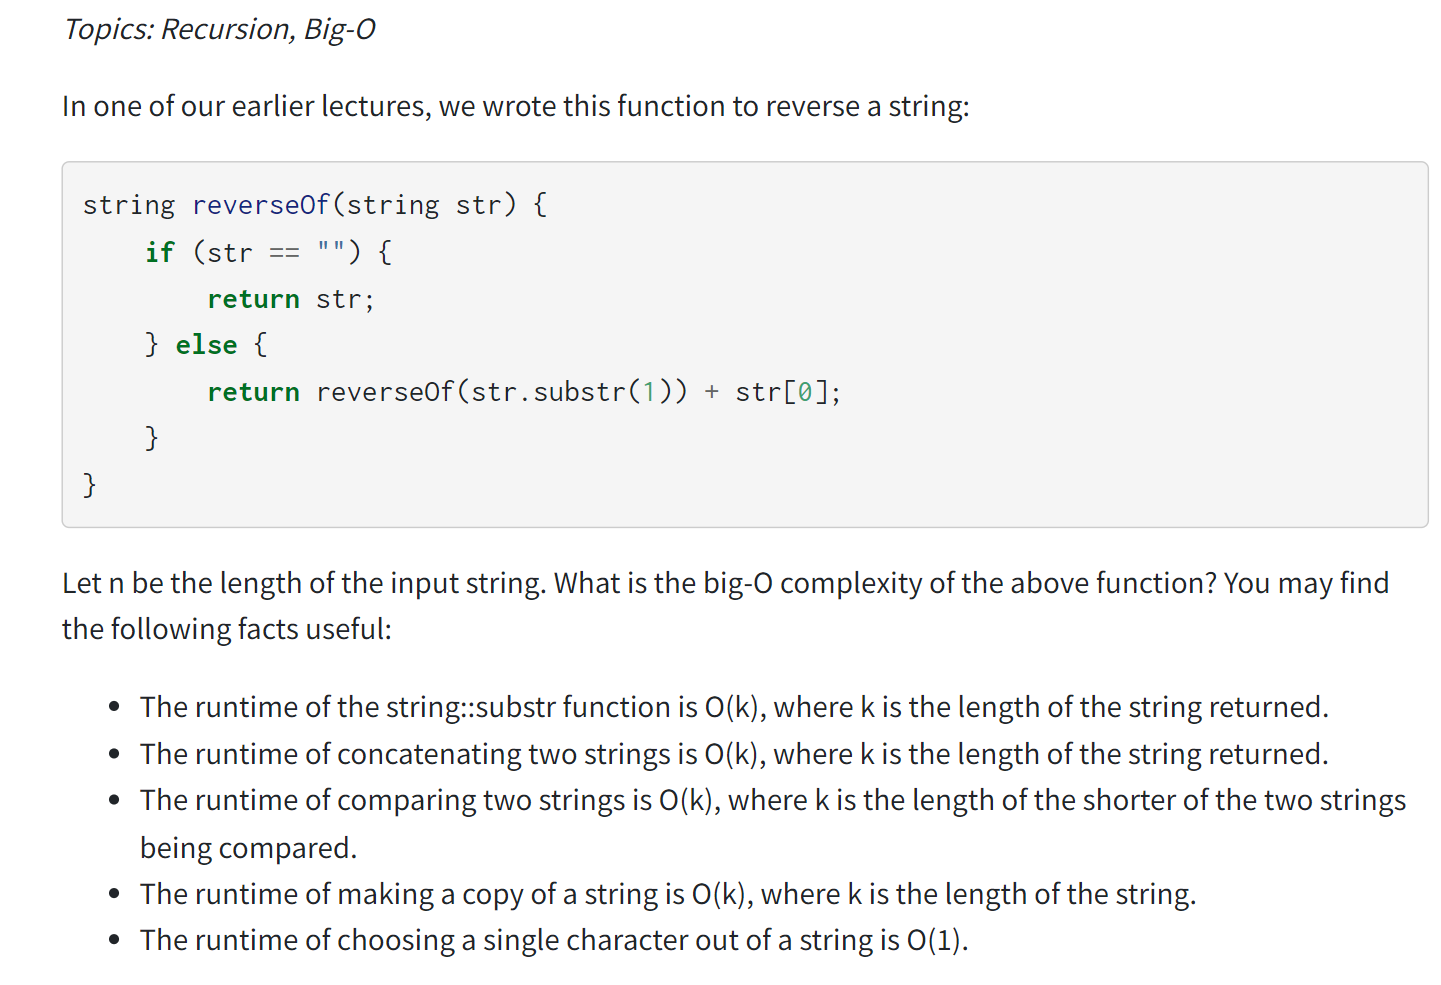 Topics: Recursion, Big-O
In one of our earlier lectures, we wrote this function to reverse a string:
string reverseOf(string str) {
    if (str == "") {
        return str;
    } else {
        return reverseOf(str.substr(1)) + str[0];
    }
}
Let n be the length of the input string. What is the big-O complexity of the above function? You may find
the following facts useful:
• The runtime of the string::substr function is O(k), where k is the length of the string returned.
• The runtime of concatenating two strings is O(k), where k is the length of the string returned.
• The runtime of comparing two strings is O(k), where k is the length of the shorter of the two strings
being compared.
• The runtime of making a copy of a string is O(k), where k is the length of the string.
• The runtime of choosing a single character out of a string is O(1).